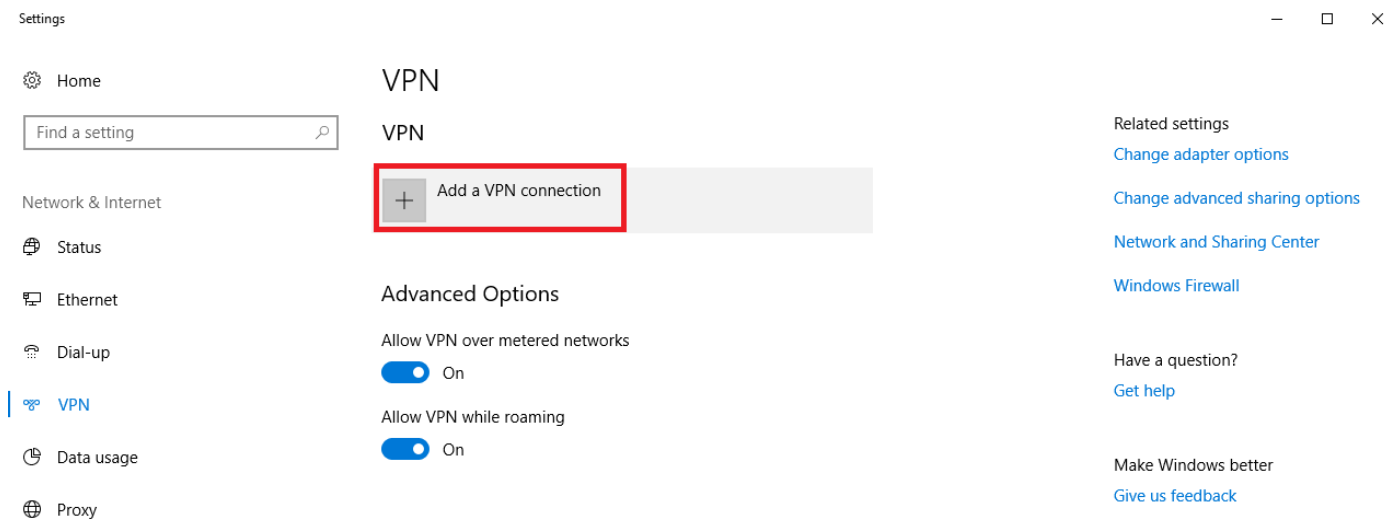 Settings
Home
Find a setting
Network & Internet
Status
Ethernet
Dial-up
VPN
Data usage
Proxy
VPN
VPN
Add a VPN connection
Advanced Options
Allow VPN over metered networks
On
Allow VPN while roaming
On
Related settings
Change adapter options
Change advanced sharing options
Network and Sharing Center
Windows Firewall
Have a question?
Get help
Make Windows better
Give us feedback